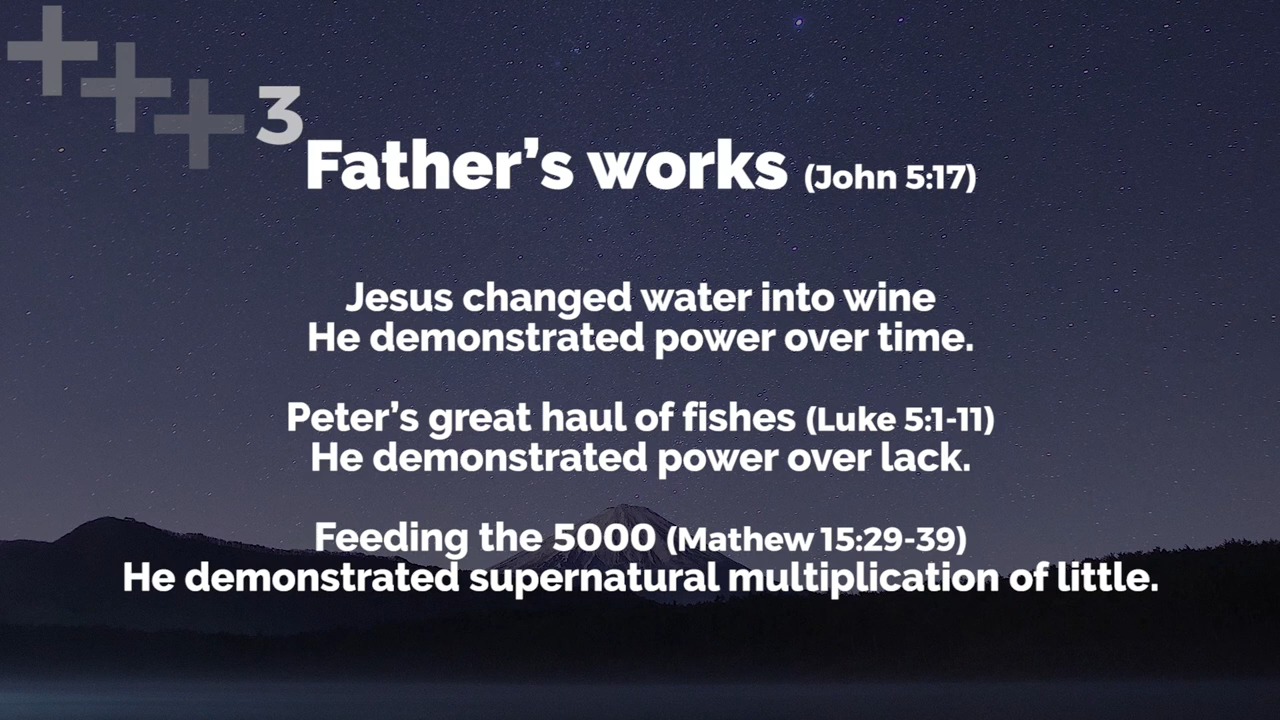 3
Father’s works (John 5:17)
Jesus changed water into wine
He demonstrated power over time.
Peter’s great haul of fishes (Luke 5:1-11)
He demonstrated power over lack.
Feeding the 5000 (Mathew 15:29-39)
He demonstrated supernatural multiplication of little.